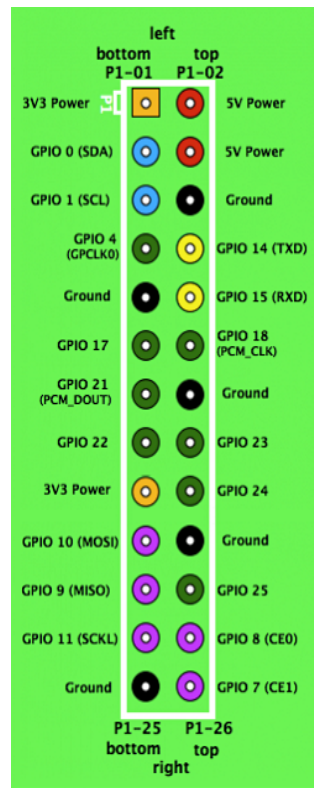 left
bottom top
P1-01 P1-02
3V3 Power P1 5V Power
GPIO 0 (SDA) 5V Power
GPIO 1 (SCL) Ground
GPIO 4
(GPCLK0) GPIO 14 (TXD)
Ground GPIO 15 (RXD)
GPIO 17 GPIO 18
(PCM_CLK)
GPIO 21
(PCM_DOUT) Ground
GPIO 22 GPIO 23
3V3 Power GPIO 24
GPIO 10 (MOSI) Ground
GPIO 9 (MISO) GPIO 25
GPIO 11 (SCKL) GPIO 8 (CE0)
Ground GPIO 7 (CE1)
P1-25 P1-26
bottom top
right